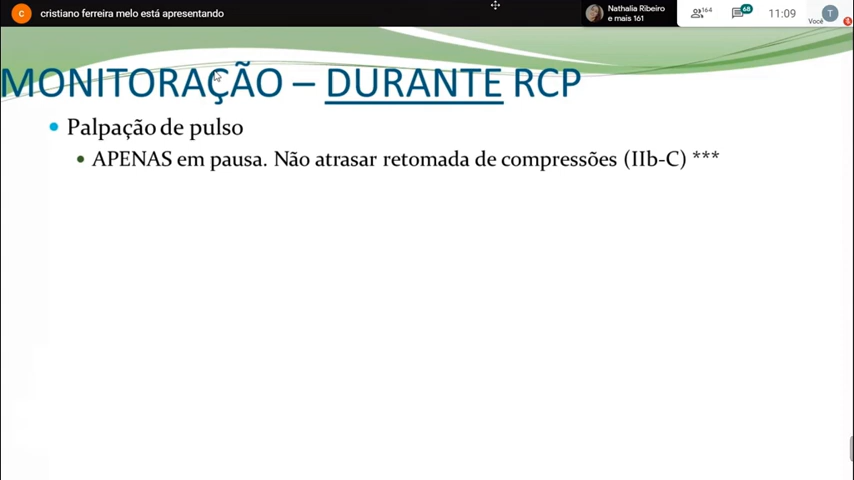 c cristiano ferreira melo está apresentando
Nathalia Ribeiro
e mais 161
164
68
11:09
T
Você
MONITORAÇÃO – DURANTE RCP
• Palpação de pulso
• APENAS em pausa. Não atrasar retomada de compressões (IIb-C) ***